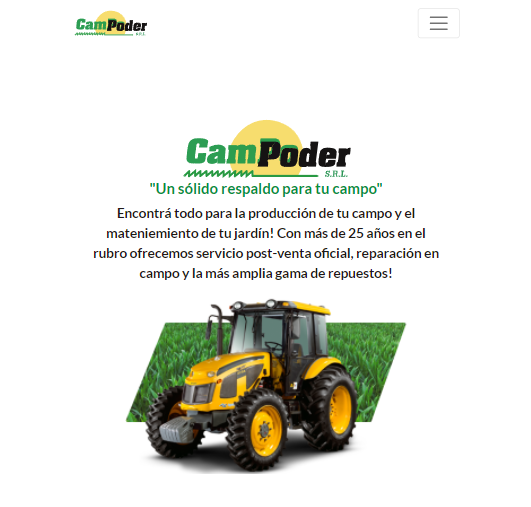 CamPoder
S.R.L.
CamPoder
S.R.L.
"Un sólido respaldo para tu campo"
Encontrá todo para la producción de tu campo y el
mateniemiento de tu jardín! Con más de 25 años en el
rubro ofrecemos servicio post-venta oficial, reparación en
campo y la más amplia gama de repuestos!